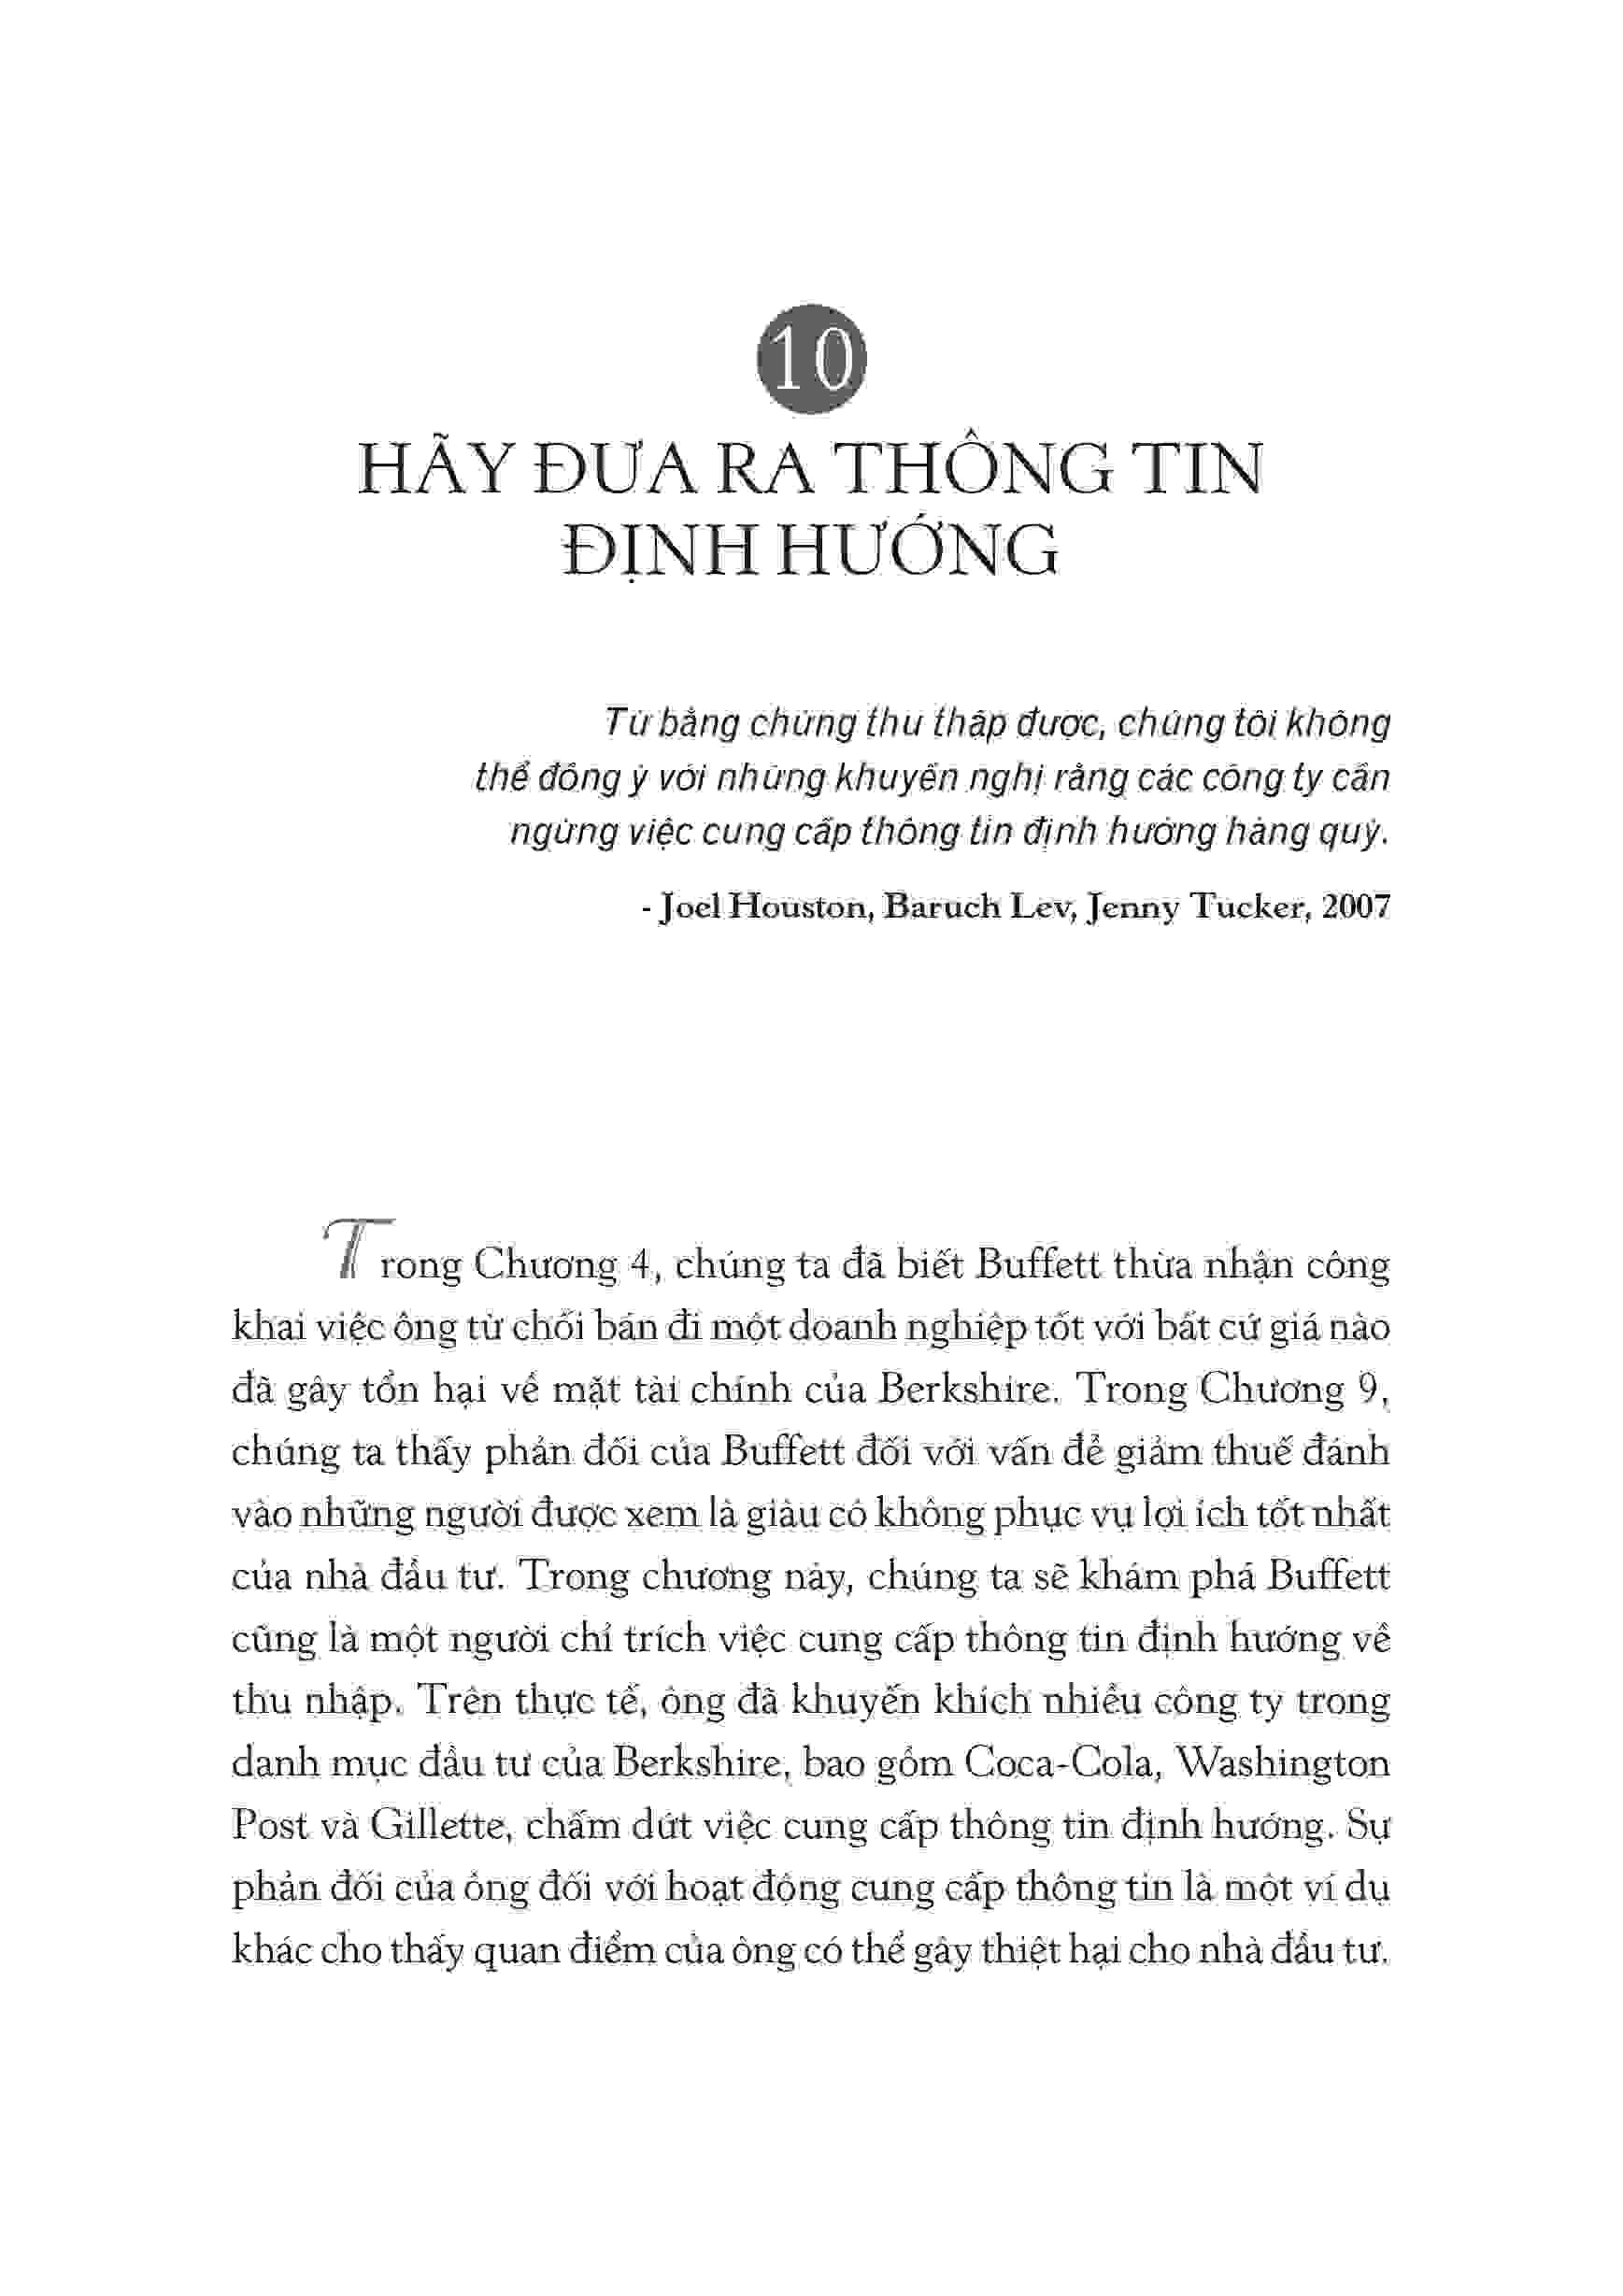 10
HÃY ĐƯA RA THÔNG TIN
ĐỊNH HƯỚNG
Từ bằng chứng thu thập được, chúng tôi không
thể đồng ý với những khuyến nghị rằng các công ty cần
ngừng việc cung cấp thông tin định hướng hàng quý.
- Joel Houston, Baruch Lev, Jenny Tucker, 2007
Trong Chương 4, chúng ta đã biết Buffett thừa nhận công
khai việc ông từ chối bán đi một doanh nghiệp tốt với bất cứ giá nào
đã gây tổn hại về mặt tài chính của Berkshire. Trong Chương 9,
chúng ta thấy phản đối của Buffett đối với vấn đề giảm thuế đánh
vào những người được xem là giàu có không phục vụ lợi ích tốt nhất
của nhà đầu tư. Trong chương này, chúng ta sẽ khám phá Buffett
cũng là một người chỉ trích việc cung cấp thông tin định hướng về
thu nhập. Trên thực tế, ông đã khuyến khích nhiều công ty trong
danh mục đầu tư của Berkshire, bao gồm Coca-Cola, Washington
Post và Gillette, chấm dứt việc cung cấp thông tin định hướng. Sự
phản đối của ông đối với hoạt động cung cấp thông tin là một ví dụ
khác cho thấy quan điểm của ông có thể gây thiệt hại cho nhà đầu tư.